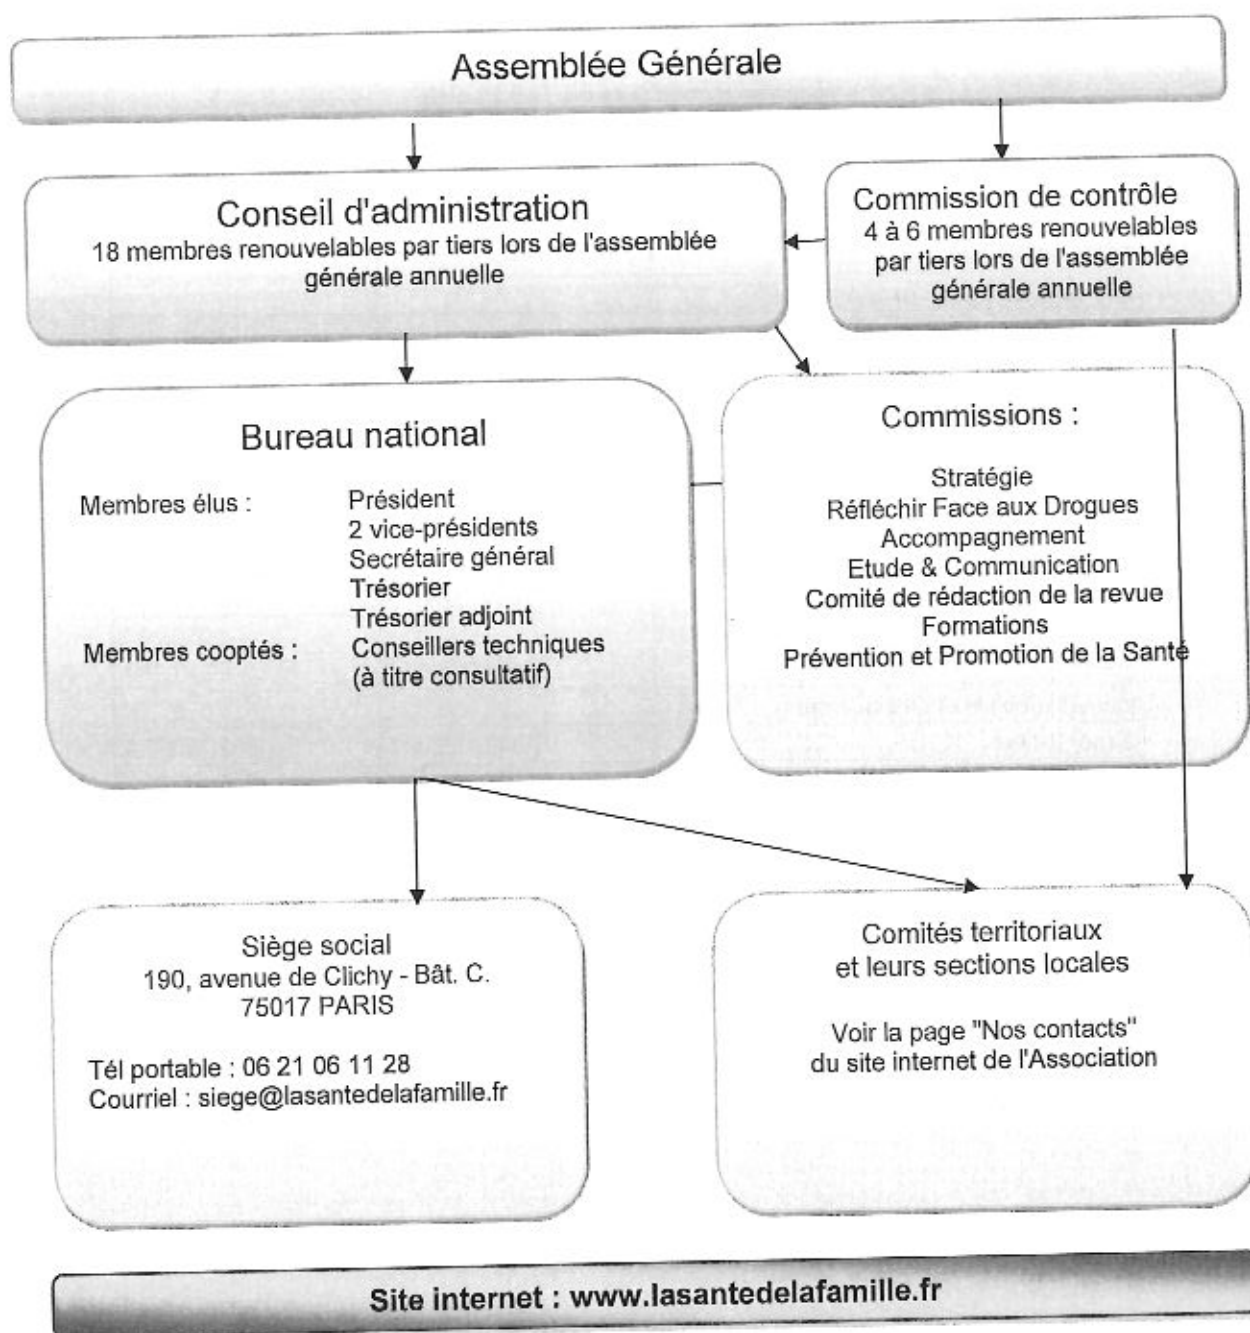 Assemblée Générale
Conseil d'administration
18 membres renouvelables par tiers lors de l'assemblée
générale annuelle
Commission de contrôle
4 à 6 membres renouvelables
par tiers lors de l'assemblée
générale annuelle
Bureau national
Membres élus : Président
2 vice-présidents
Secrétaire général
Trésorier
Trésorier adjoint
Membres cooptés : Conseillers techniques
(à titre consultatif)
Commissions :
Stratégie
Réfléchir Face aux Drogues
Accompagnement
Etude & Communication
Comité de rédaction de la revue
Formations
Prévention et Promotion de la Santé
Siège social
190, avenue de Clichy - Bât. C.
75017 PARIS
Tél portable : 06 21 06 11 28
Courriel : siege@lasantedelafamille.fr
Comités territoriaux
et leurs sections locales
Voir la page "Nos contacts"
du site internet de l'Association
Site internet : www.lasantedelafamille.fr